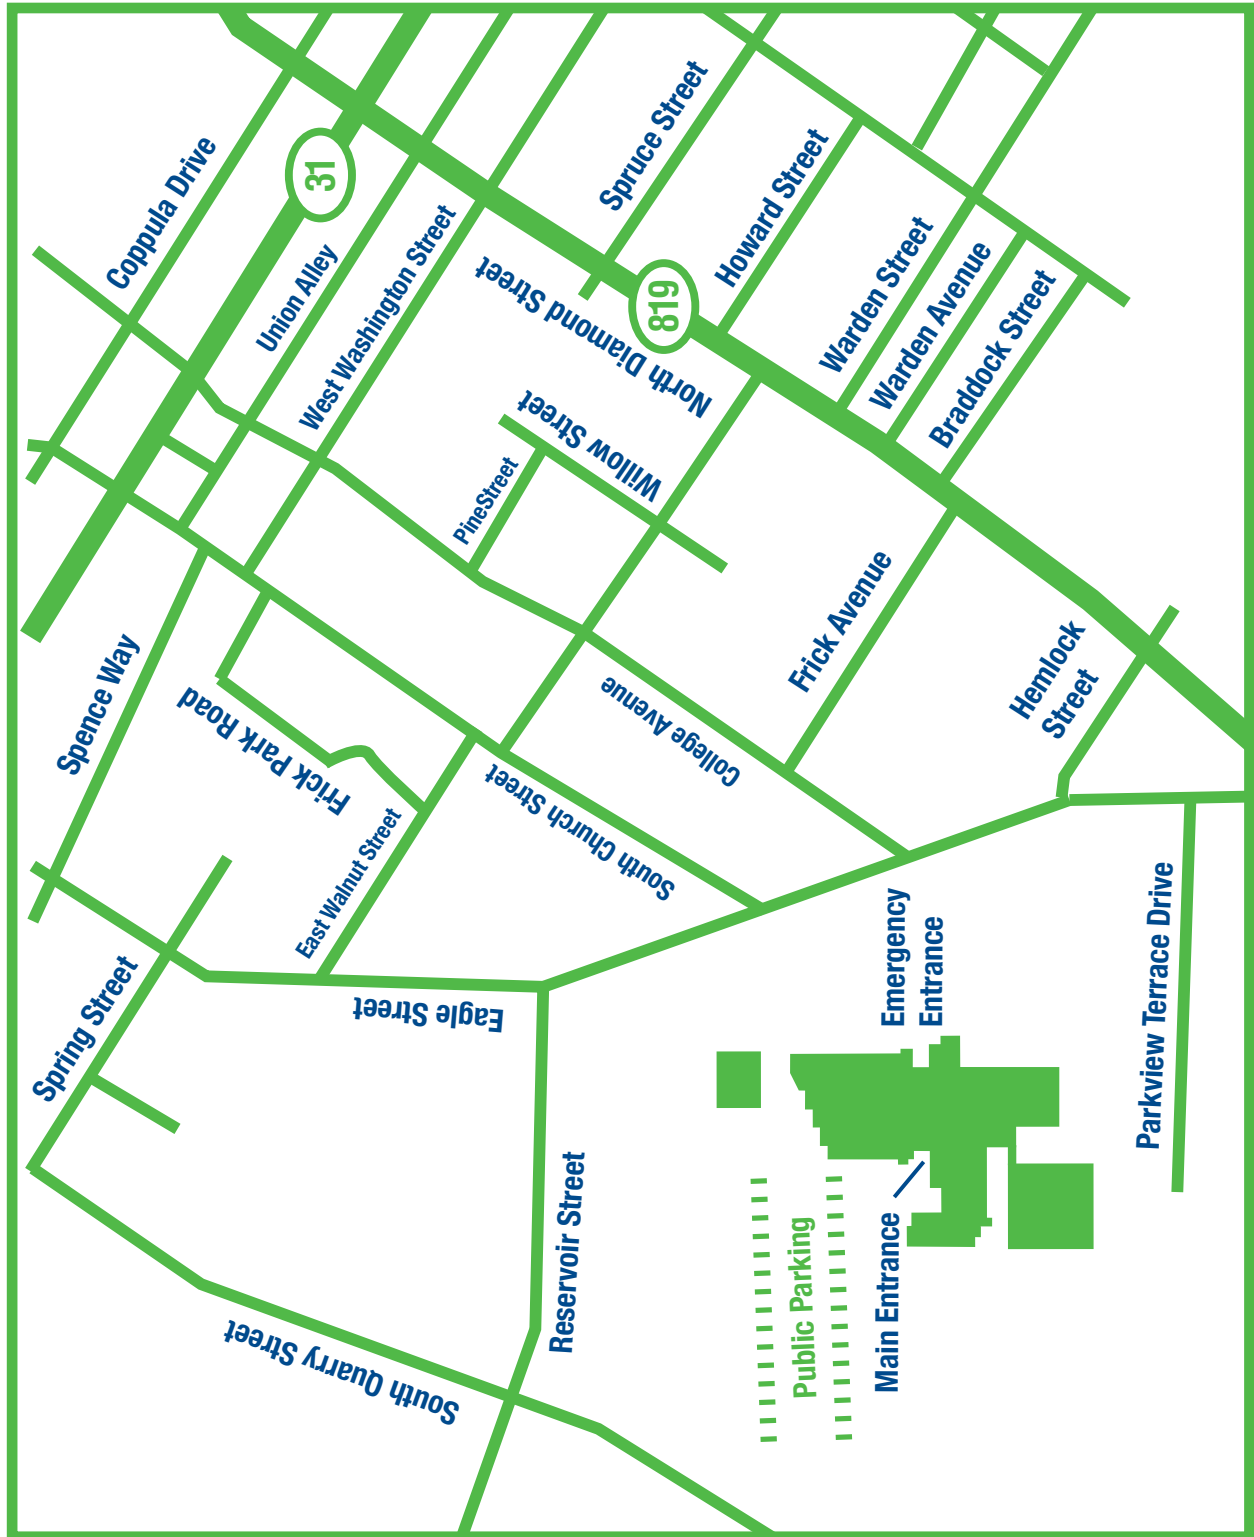 Coppula Drive
31
Union Alley
West Washington Street
Spruce Street
Howard Street
North Diamond Street
819
Warden Street
Warden Avenue
Braddock Street
Willow Street
PineStreet
Spence Way
Frick Park Road
East Walnut Street
South Church Street
College Avenue
Frick Avenue
Hemlock
Street
Spring Street
Eagle Street
Emergency
Entrance
Parkview Terrace Drive
Reservoir Street
South Quarry Street
Public Parking
Main Entrance